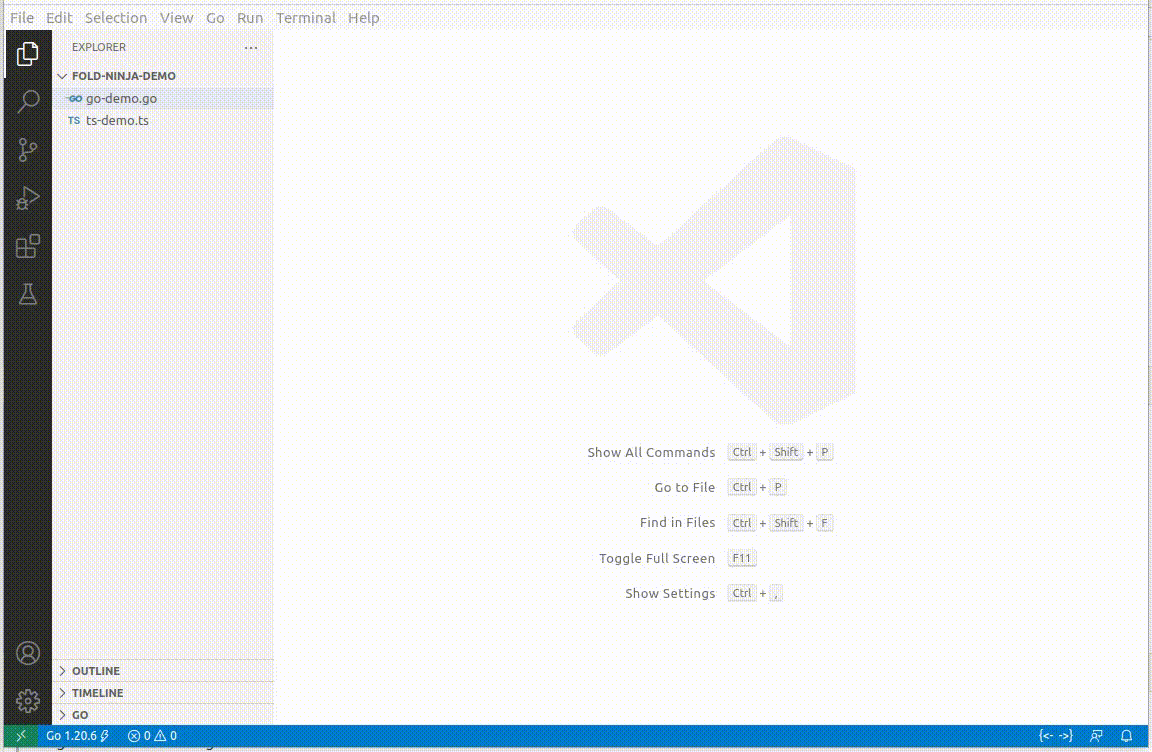 File Edit Selection View Go Run Terminal Help
EXPLORER ...
FOLD-NINJA-DEMO
GO go-demo.go
TS ts-demo.ts
Show All Commands Ctrl + Shift + P
Go to File Ctrl + P
Find in Files Ctrl + Shift + F
Toggle Full Screen F11
Show Settings Ctrl + ,
OUTLINE
TIMELINE
GO
Go 1.20.6 0 0 {<- ->}